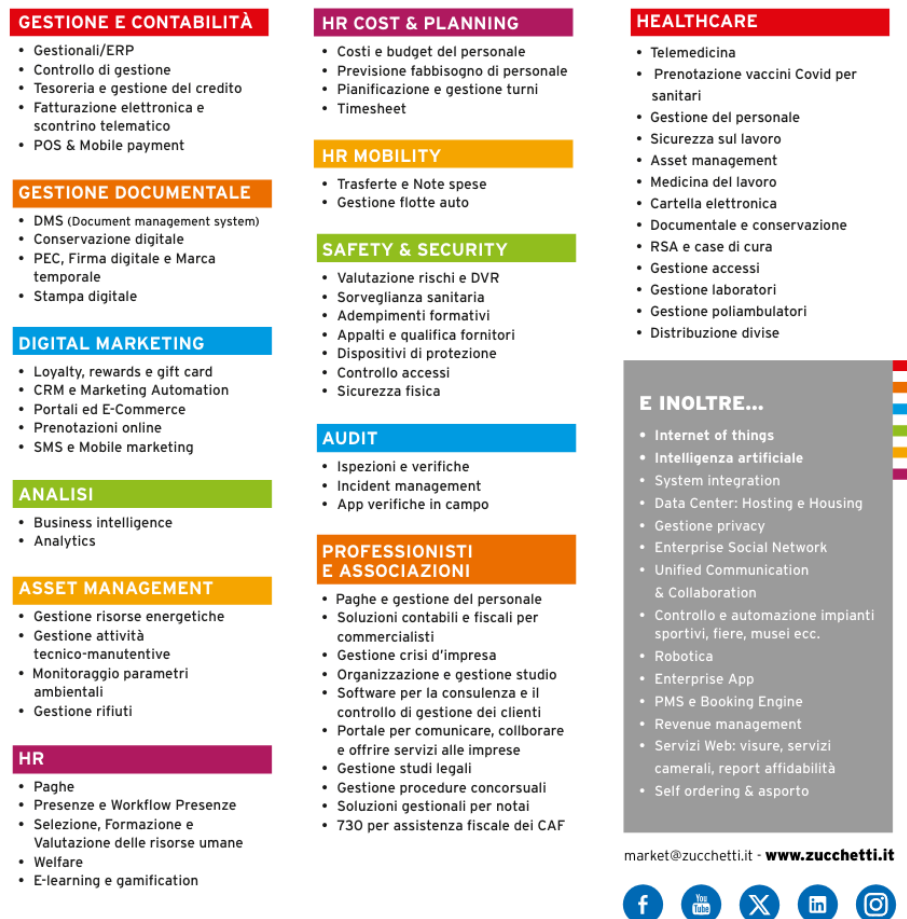 GESTIONE E CONTABILITÀ
• Gestionali/ERP
• Controllo di gestione
• Tesoreria e gestione del credito
• Fatturazione elettronica e
scontrino telematico
• POS & Mobile payment
GESTIONE DOCUMENTALE
• DMS (Document management system)
• Conservazione digitale
• PEC, Firma digitale e Marca
temporale
• Stampa digitale
DIGITAL MARKETING
• Loyalty, rewards e gift card
• CRM e Marketing Automation
• Portali ed E-Commerce
• Prenotazioni online
• SMS e Mobile marketing
ANALISI
• Business intelligence
• Analytics
ASSET MANAGEMENT
• Gestione risorse energetiche
• Gestione attività
tecnico-manutentive
• Monitoraggio parametri
ambientali
• Gestione rifiuti
HR
• Paghe
• Presenze e Workflow Presenze
• Selezione, Formazione e
Valutazione delle risorse umane
• Welfare
• E-learning e gamification
HR COST & PLANNING
• Costi e budget del personale
• Previsione fabbisogno di personale
• Pianificazione e gestione turni
• Timesheet
HR MOBILITY
• Trasferte e Note spese
• Gestione flotte auto
SAFETY & SECURITY
• Valutazione rischi e DVR
• Sorveglianza sanitaria
• Adempimenti formativi
• Appalti e qualifica fornitori
• Dispositivi di protezione
• Controllo accessi
• Sicurezza fisica
AUDIT
• Ispezioni e verifiche
• Incident management
• App verifiche in campo
PROFESSIONISTI
E ASSOCIAZIONI
• Paghe e gestione del personale
• Soluzioni contabili e fiscali per
commercialisti
• Gestione crisi d'impresa
• Organizzazione e gestione studio
• Software per la consulenza e il
controllo di gestione dei clienti
• Portale per comunicare, collborare
e offrire servizi alle imprese
• Gestione studi legali
• Gestione procedure concorsuali
• Soluzioni gestionali per notai
• 730 per assistenza fiscale dei CAF
HEALTHCARE
• Telemedicina
• Prenotazione vaccini Covid per
sanitari
• Gestione del personale
• Sicurezza sul lavoro
• Asset management
• Medicina del lavoro
• Cartella elettronica
• Documentale e conservazione
• RSA e case di cura
• Gestione accessi
• Gestione laboratori
• Gestione poliambulatori
• Distribuzione divise
E INOLTRE...
• Internet of things
• Intelligenza artificiale
• System integration
• Data Center: Hosting e Housing
• Gestione privacy
• Enterprise Social Network
• Unified Communication
& Collaboration
• Controllo e automazione impianti
sportivi, fiere, musei ecc.
• Robotica
• Enterprise App
• PMS e Booking Engine
• Revenue management
• Servizi Web: visure, servizi
camerali, report affidabilità
• Self ordering & asporto
market@zucchetti.it - www.zucchetti.it
f You Tube X in